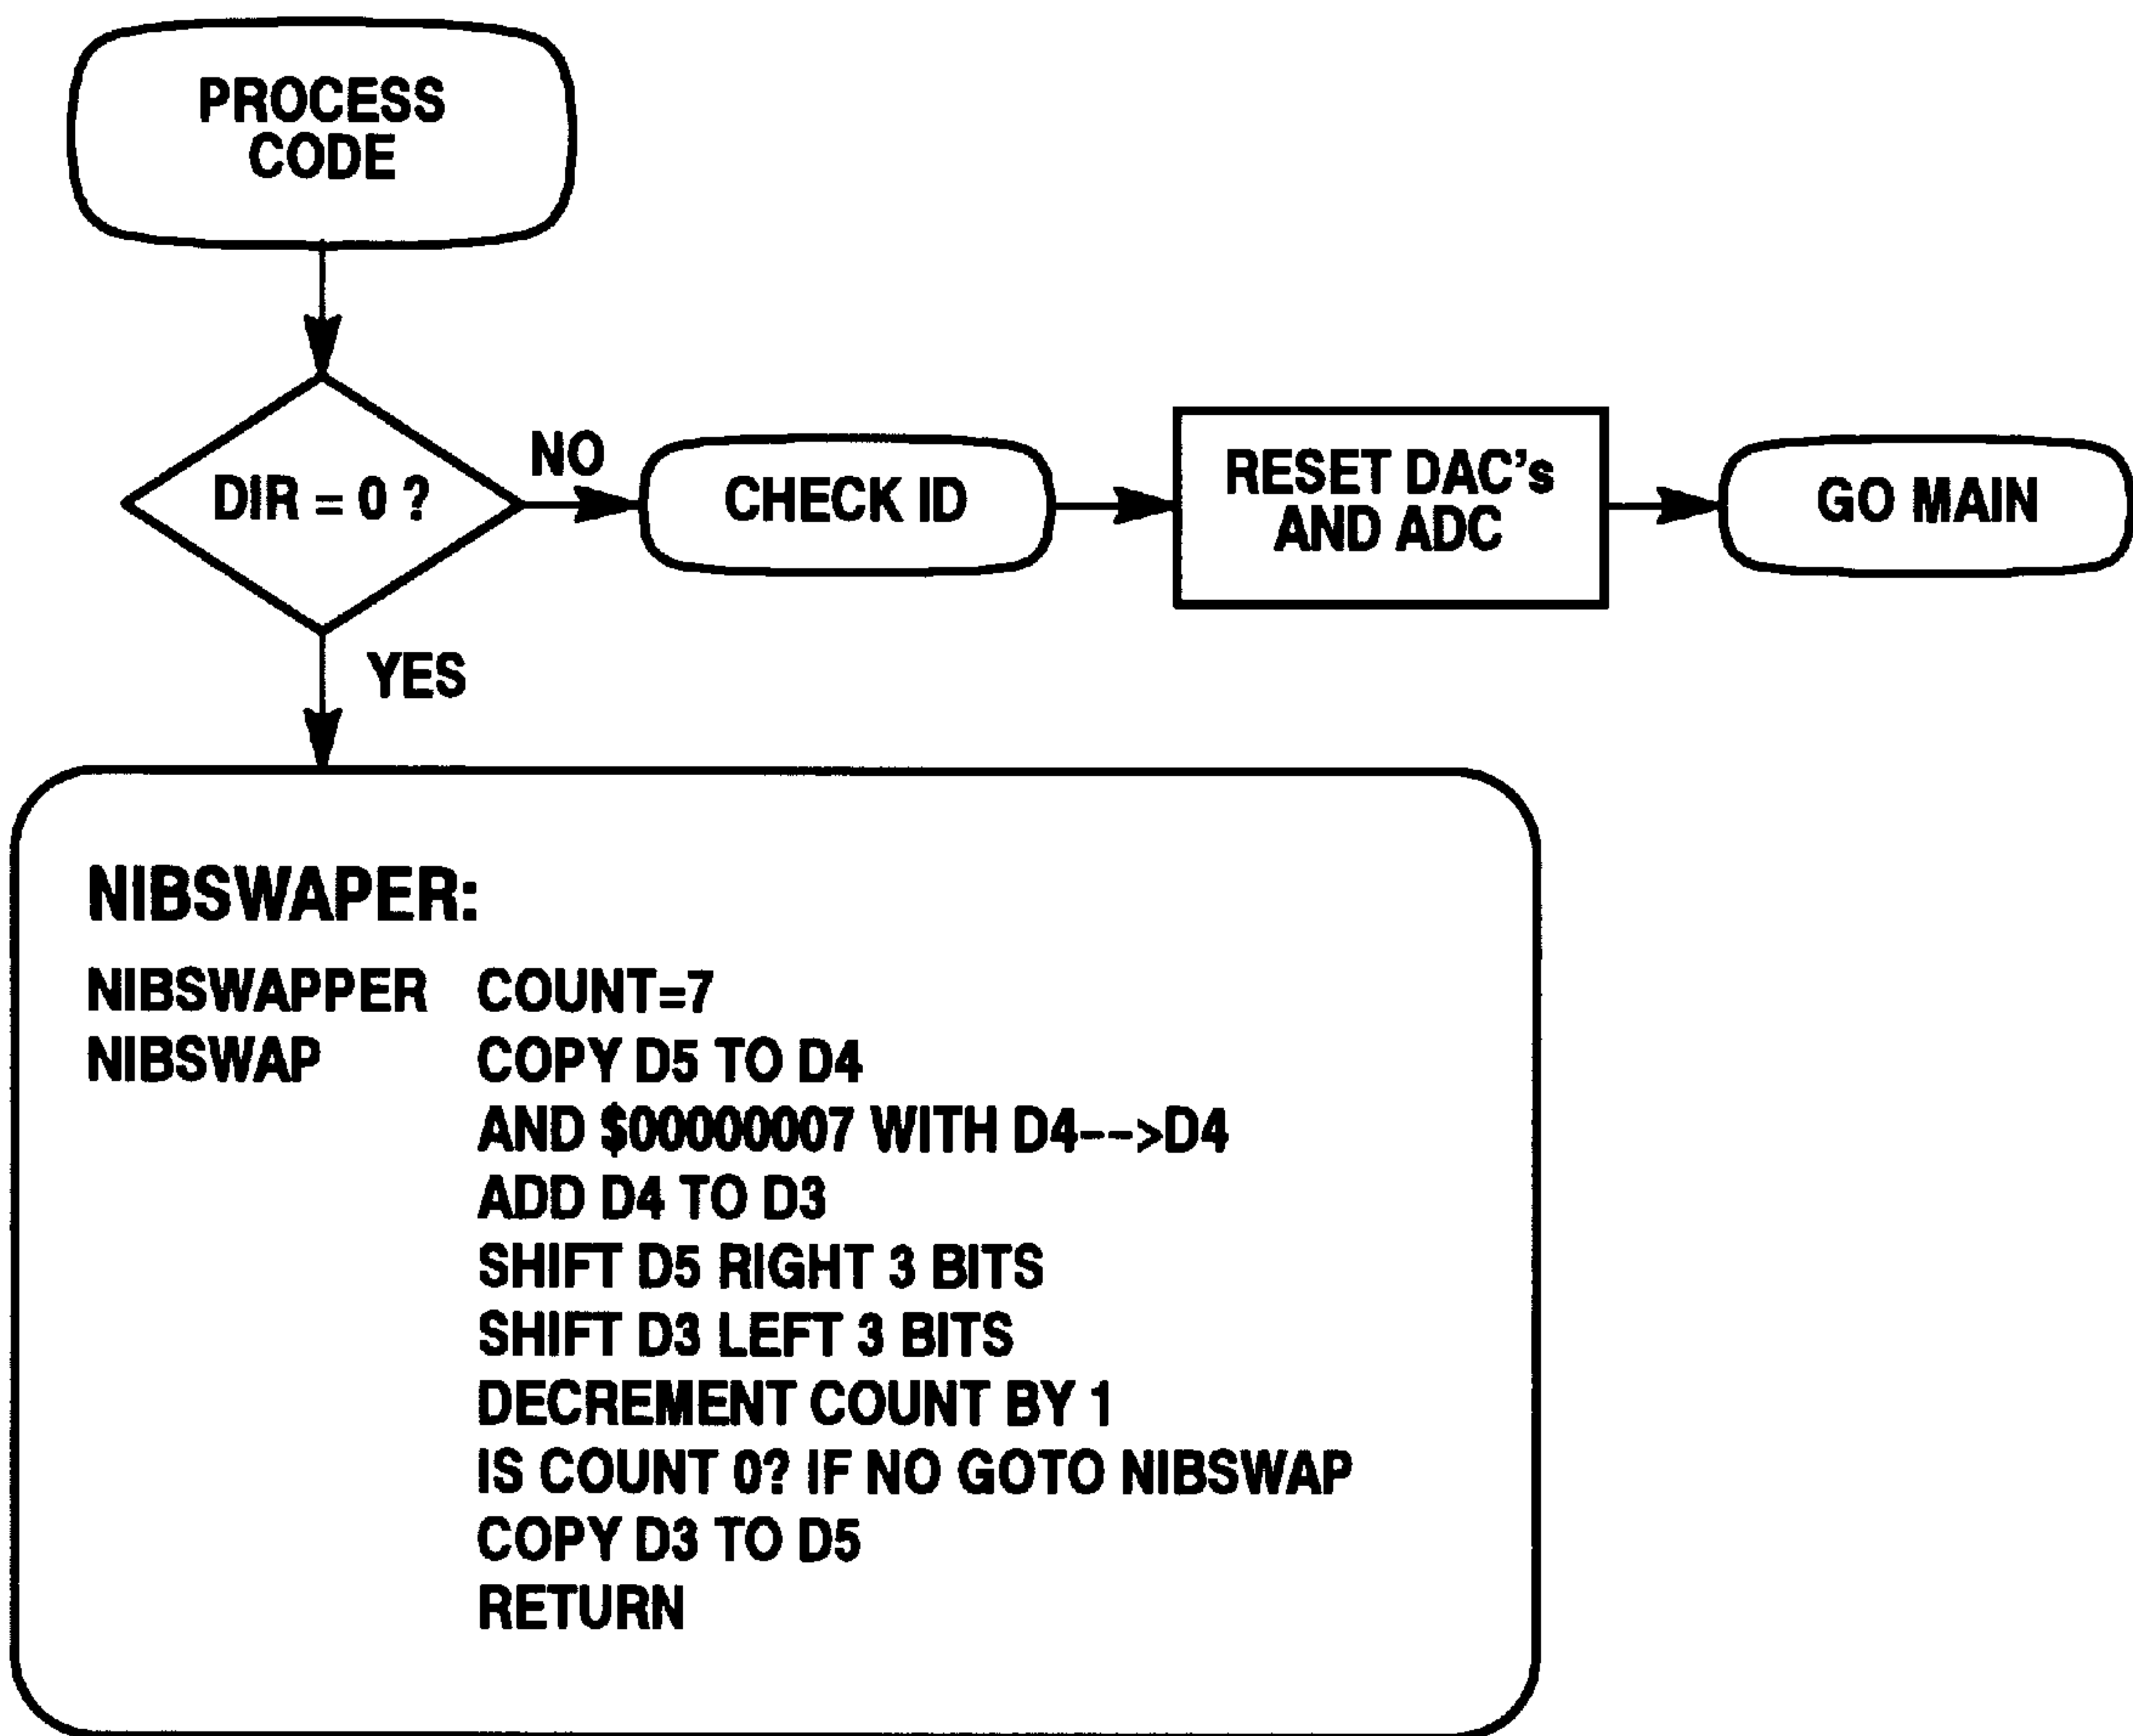 PROCESS
CODE
DIR = 0 ?
NO
CHECK ID
RESET DAC's
AND ADC
GO MAIN
YES
NIBSWAPER:
NIBSWAPPER COUNT=7
NIBSWAP COPY D5 TO D4
AND $00000007 WITH D4-->D4
ADD D4 TO D3
SHIFT D5 RIGHT 3 BITS
SHIFT D3 LEFT 3 BITS
DECREMENT COUNT BY 1
IS COUNT 0? IF NO GOTO NIBSWAP
COPY D3 TO D5
RETURN